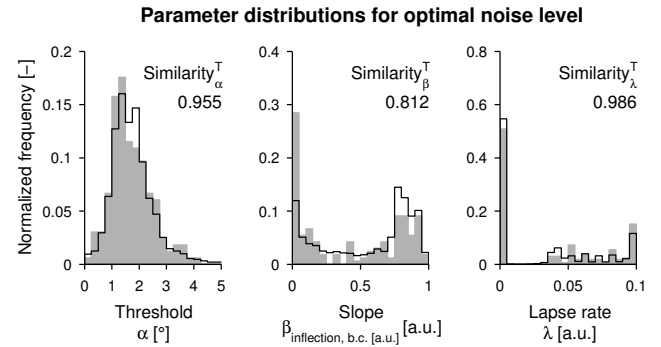 Parameter distributions for optimal noise level
Normalized frequency [-]
0.2
0.15
0.1
0.05
0
Similarity^T_α
0.955
0 1 2 3 4 5
Threshold
α [°]
0.4
0.3
0.2
0.1
0
Similarity^T_β
0.812
0 0.5 1
Slope
β_inflection, b.c. [a.u.] [a.u.]
0.8
0.6
0.4
0.2
0
Similarity^T_λ
0.986
0 0.05 0.1
Lapse rate
λ [a.u.]